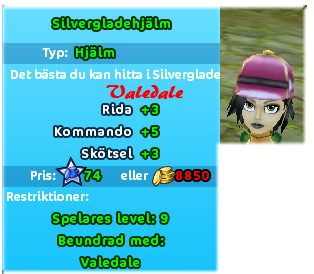 Silvergladehjälm
Typ: Hjälm
Det bästa du kan hitta i Silverglade
Valedale
Rida +3
Kommando +5
Skötsel +3
Pris: 74 eller 8850
Restriktioner:
Spelares level: 9
Beundrad med:
Valedale